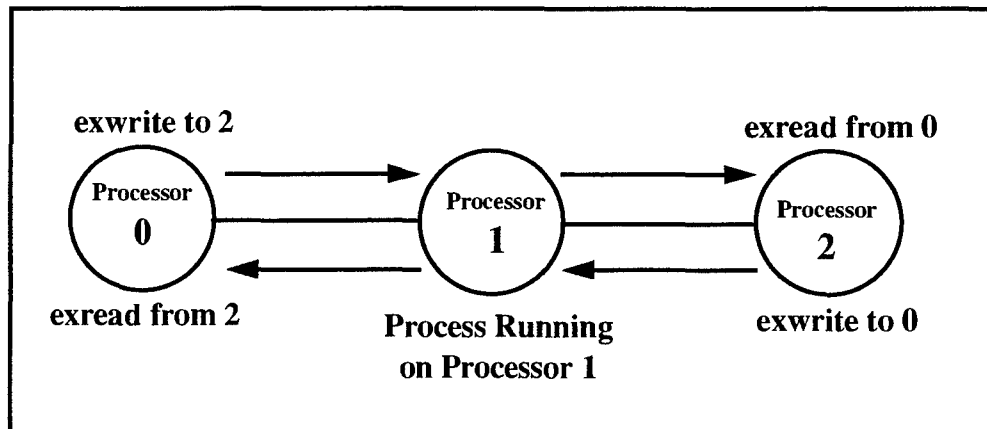 exwrite to 2
exread from 0
Processor
0
Processor
1
Processor
2
exread from 2
Process Running
on Processor 1
exwrite to 0